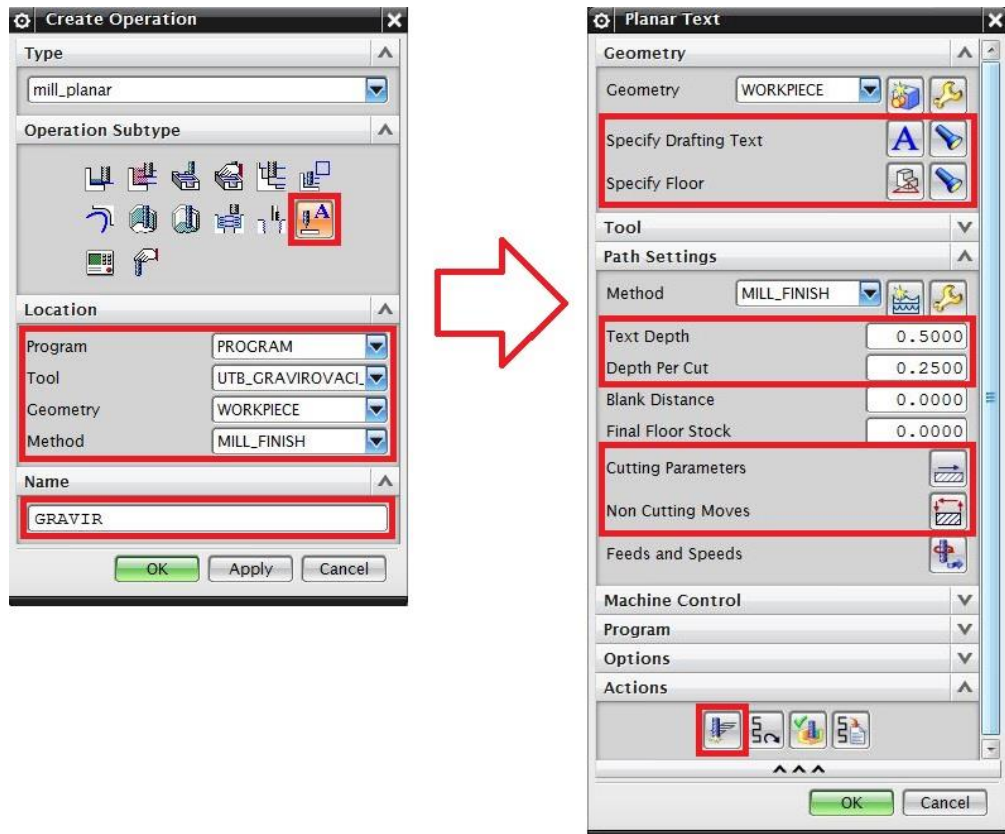 Create Operation
Type
mill_planar
Operation Subtype
A
Location
Program PROGRAM
Tool UTB_GRAVIROVACI_
Geometry WORKPIECE
Method MILL_FINISH
Name
GRAVIR
OK Apply Cancel
Planar Text
Geometry
Geometry WORKPIECE
Specify Drafting Text A
Specify Floor
Tool
Path Settings
Method MILL_FINISH
Text Depth 0.5000
Depth Per Cut 0.2500
Blank Distance 0.0000
Final Floor Stock 0.0000
Cutting Parameters
Non Cutting Moves
Feeds and Speeds
Machine Control
Program
Options
Actions
OK Cancel